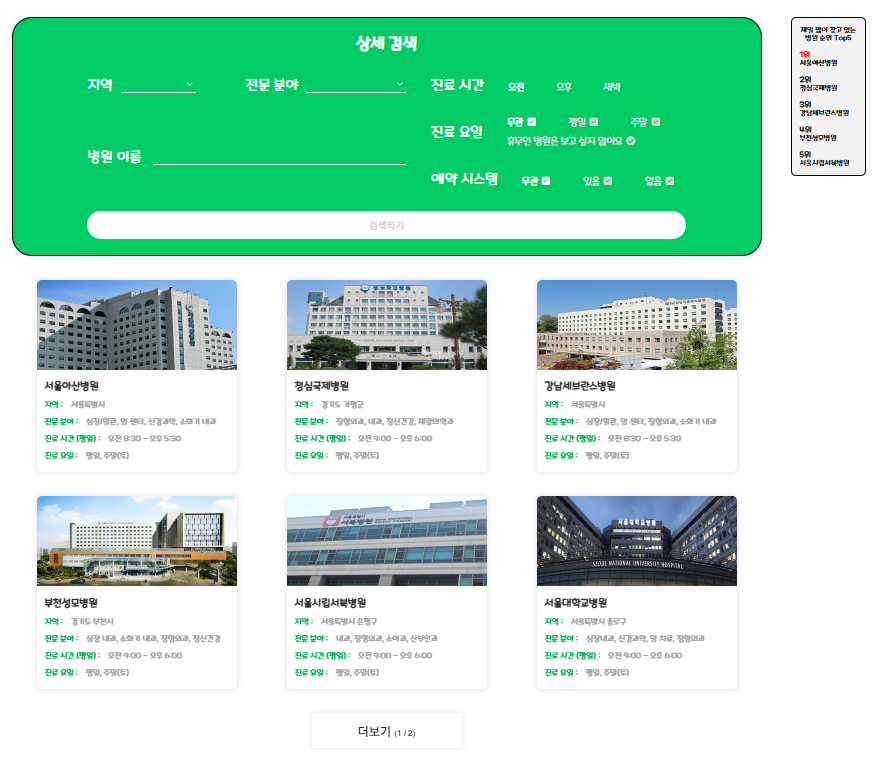 상세 검색
지역
전문 분야
진료 시간 오전 오후 새벽
진료 요일 무관 평일 주말
휴무인 병원은 보고 싶지 않아요
병원 이름
예약 시스템 무관 있음 없음
검색하기
제일 많이 찾고 있는
병원 순위 Top5
1위
서울아산병원
2위
청심국제병원
3위
강남세브란스병원
4위
부천성모병원
5위
서울시립서북병원
서울아산병원
지역 : 서울특별시
전문 분야 : 심장/혈관, 암 센터, 신경과학, 소화기 내과
진료 시간 (평일) : 오전 8:30 ~ 오후 5:30
진료 요일 : 평일, 주말(토)
청심국제병원
지역 : 경기도 가평군
전문 분야 : 정형외과, 내과, 정신건강, 재활의학과
진료 시간 (평일) : 오전 9:00 ~ 오후 6:00
진료 요일 : 평일, 주말(토)
강남세브란스병원
지역 : 서울특별시
전문 분야 : 심장/혈관, 암 센터, 정형외과, 소화기 내과
진료 시간 (평일) : 오전 8:30 ~ 오후 5:30
진료 요일 : 평일, 주말(토)
서울특별시
서북병원
서울대학교병원
SEOUL NATIONAL UNIVERSITY HOSPITAL
부천성모병원
지역 : 경기도 부천시
전문 분야 : 심장 내과, 소화기 내과, 정형외과, 정신건강
진료 시간 (평일) : 오전 9:00 ~ 오후 6:00
진료 요일 : 평일, 주말(토)
서울시립서북병원
지역 : 서울특별시 은평구
전문 분야 : 내과, 정형외과, 소아과, 산부인과
진료 시간 (평일) : 오전 9:00 ~ 오후 6:00
진료 요일 : 평일, 주말(토)
서울대학교병원
지역 : 서울특별시 종로구
전문 분야 : 심장내과, 신경과학, 암 치료, 정형외과
진료 시간 (평일) : 오전 9:00 ~ 오후 6:00
진료 요일 : 평일, 주말(토)
더보기 (1 / 2)